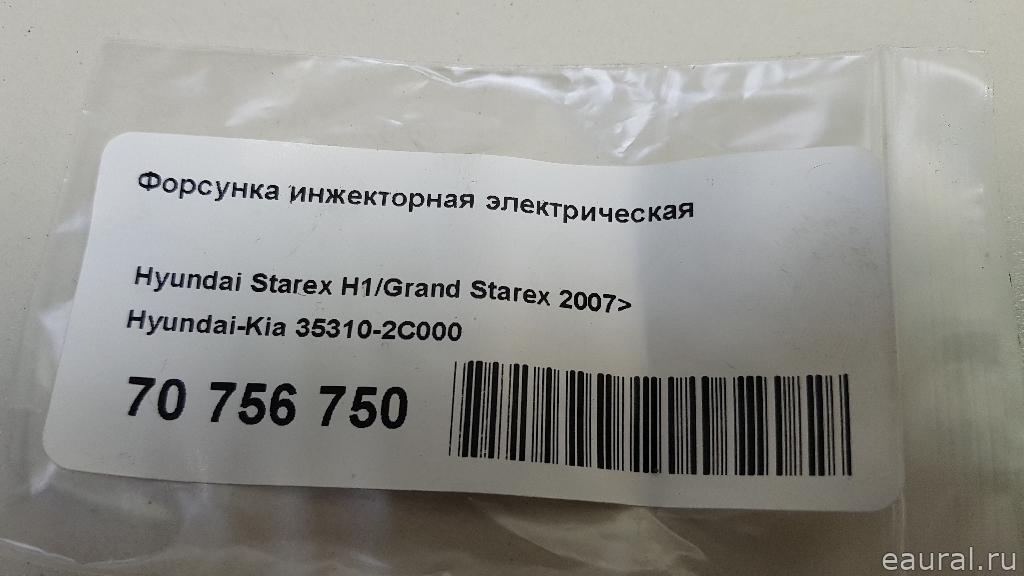 Форсунка инжекторная электрическая
Hyundai Starex H1/Grand Starex 2007>
Hyundai-Kia 35310-2C000
70 756 750
eaural.ru